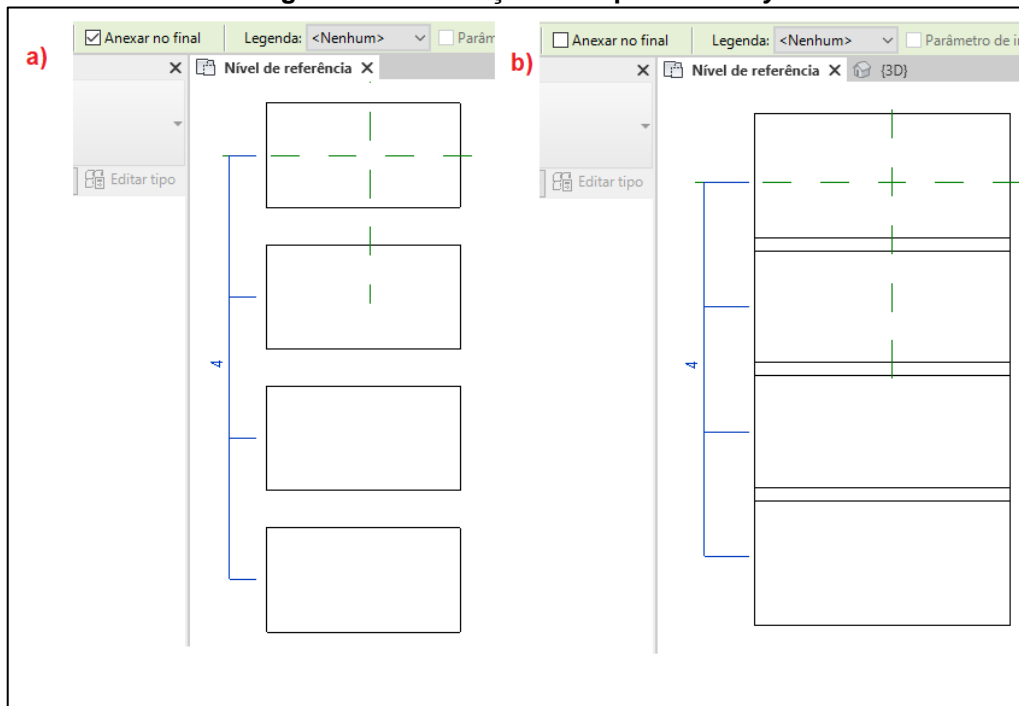 a)
Anexar no final Legenda: <Nenhum>
Nível de referência X
Editar tipo
4
b)
Anexar no final Legenda: <Nenhum> Parâmetro de
Nível de referência X {3D}
Editar tipo
4